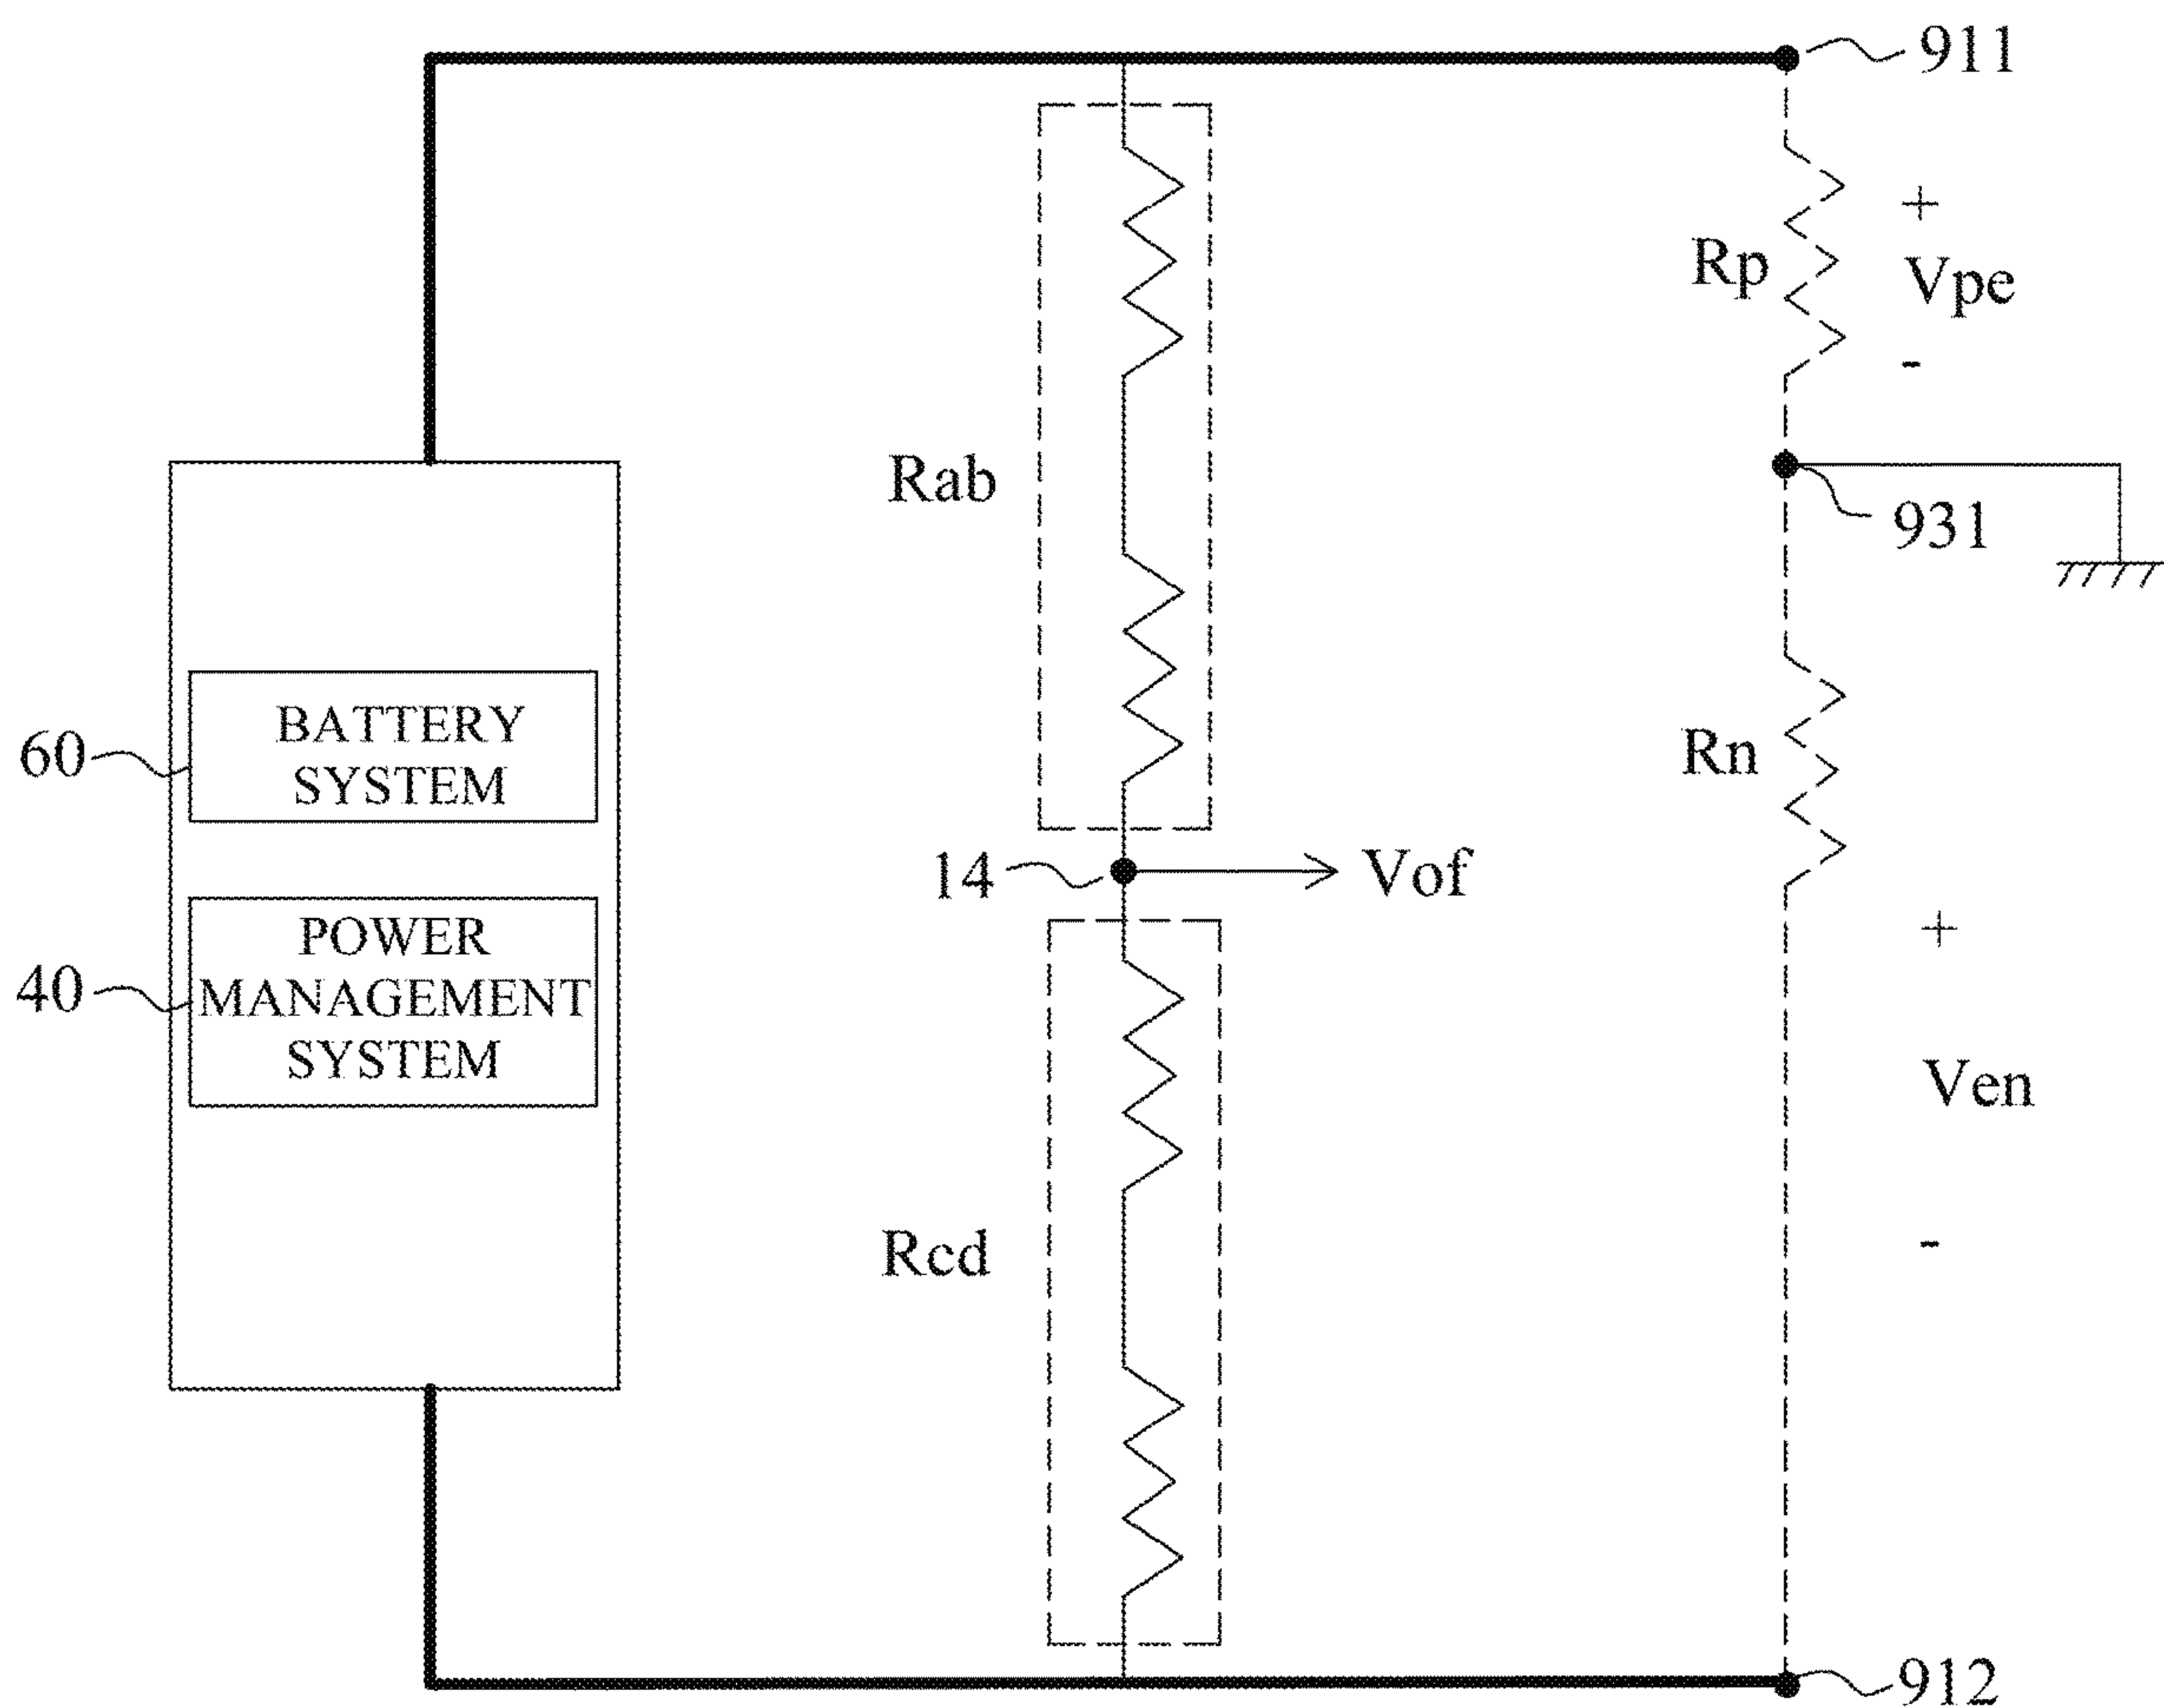 911
+
Rp
Vpe
-
Rab
931
60
BATTERY
SYSTEM
Rn
14
Vof
40
POWER
MANAGEMENT
SYSTEM
+
Ven
-
Rcd
912